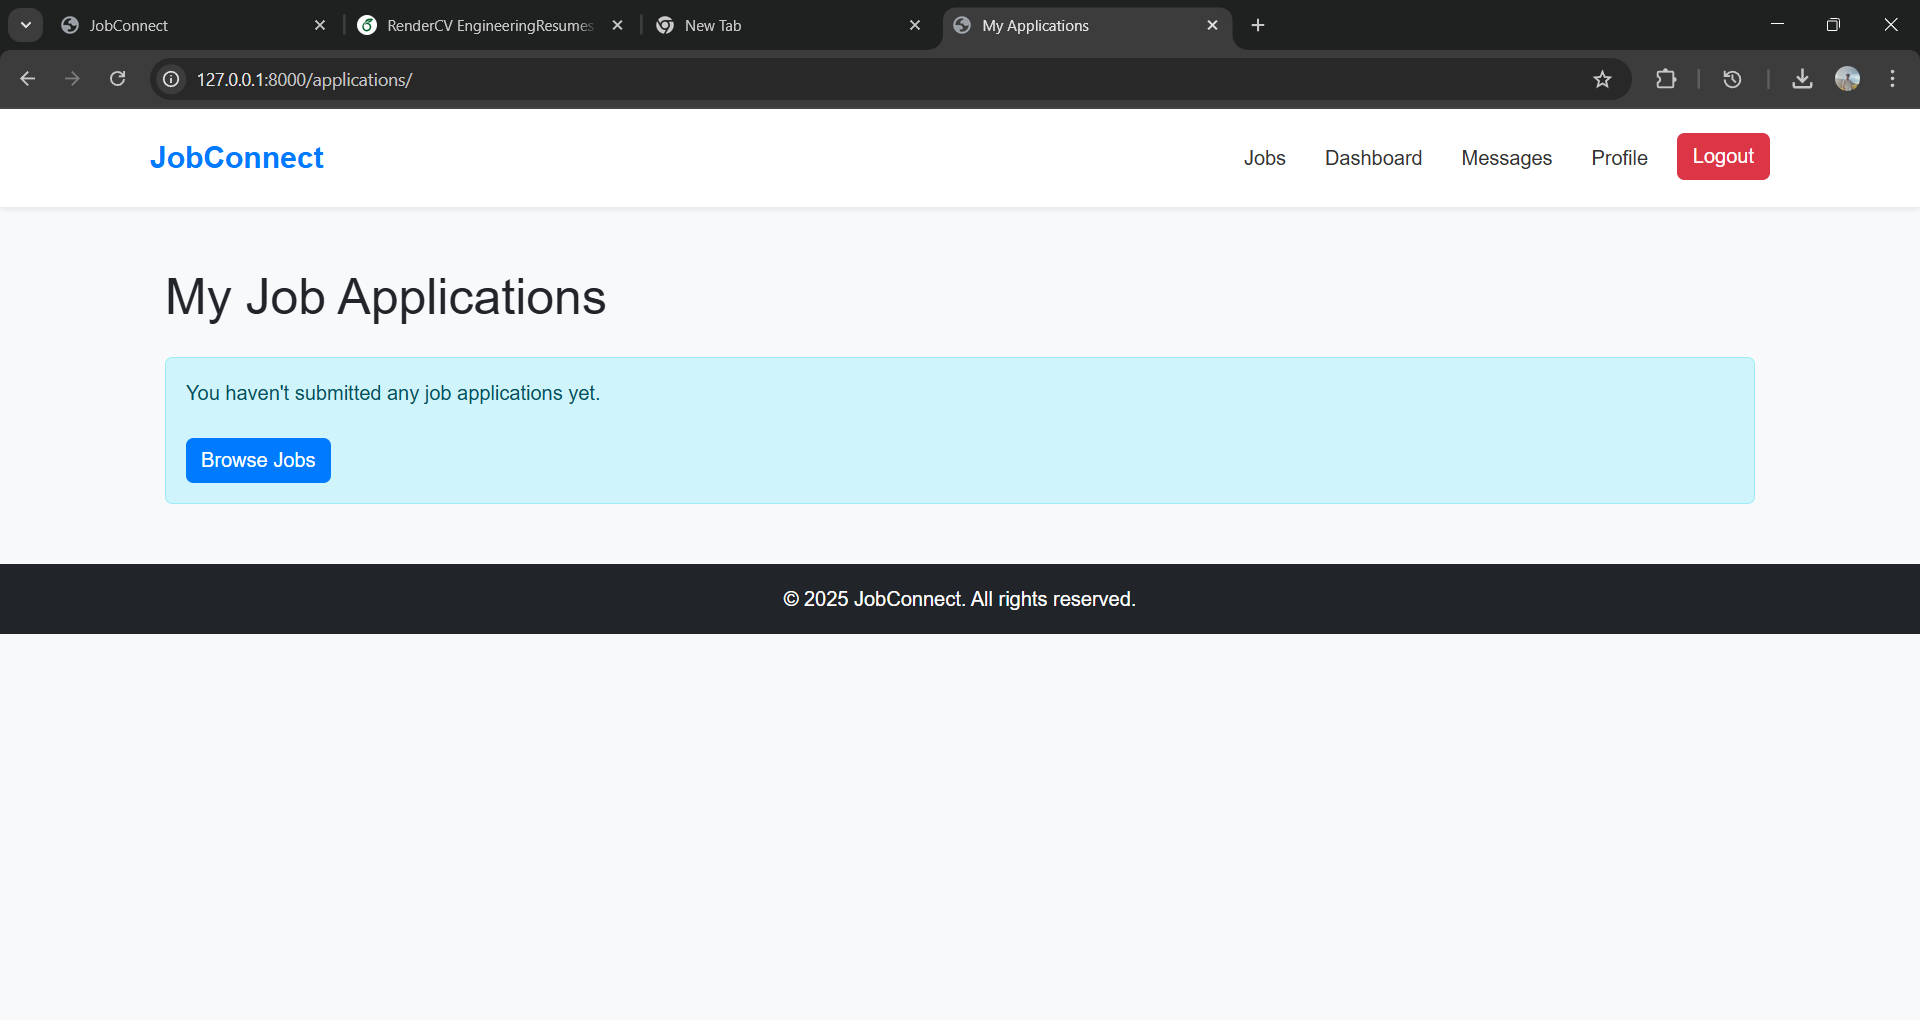 JobConnect
RenderCV EngineeringResumes
New Tab
My Applications
127.0.0.1:8000/applications/
JobConnect
Jobs
Dashboard
Messages
Profile
Logout
My Job Applications
You haven't submitted any job applications yet.
Browse Jobs
© 2025 JobConnect. All rights reserved.